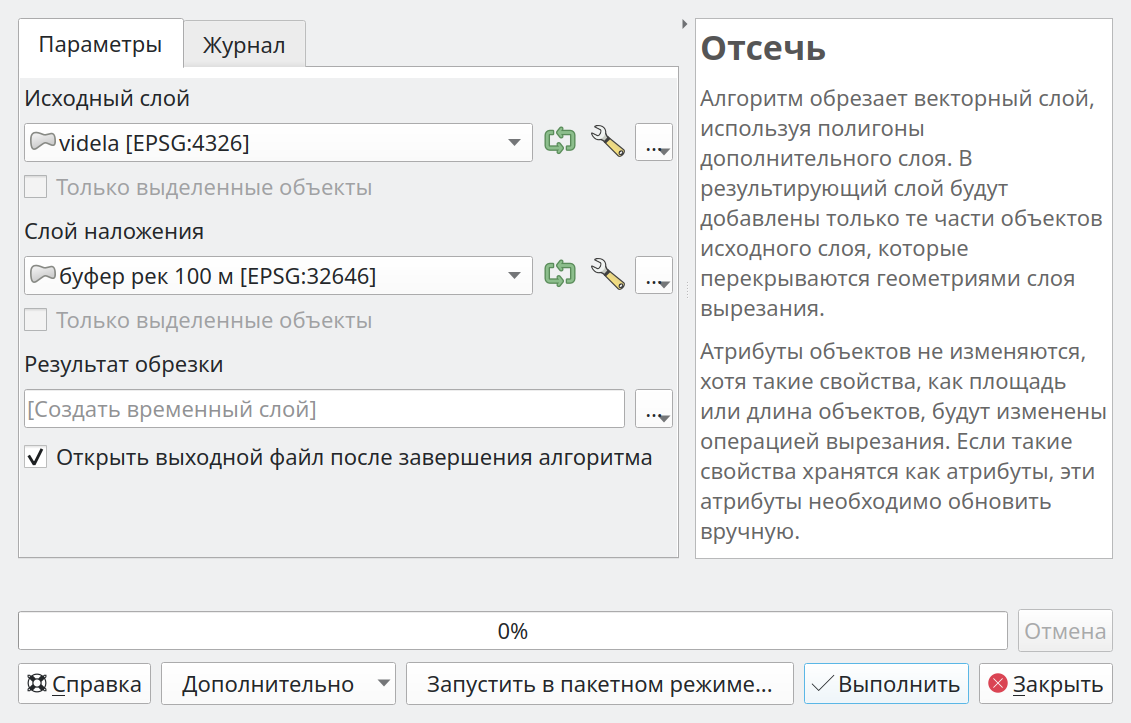 Параметры
Журнал
Исходный слой
videla [EPSG:4326]
...
Только выделенные объекты
Слой наложения
буфер рек 100 м [EPSG:32646]
...
Только выделенные объекты
Результат обрезки
[Создать временный слой]
...
Открыть выходной файл после завершения алгоритма
Отсечь
Алгоритм обрезает векторный слой,
используя полигоны
дополнительного слоя. В
результирующий слой будут
добавлены только те части объектов
исходного слоя, которые
перекрываются геометриями слоя
вырезания.
Атрибуты объектов не изменяются,
хотя такие свойства, как площадь
или длина объектов, будут изменены
операцией вырезания. Если такие
свойства хранятся как атрибуты, эти
атрибуты необходимо обновить
вручную.
0%
Отмена
Справка
Дополнительно
Запустить в пакетном режиме...
Выполнить
Закрыть